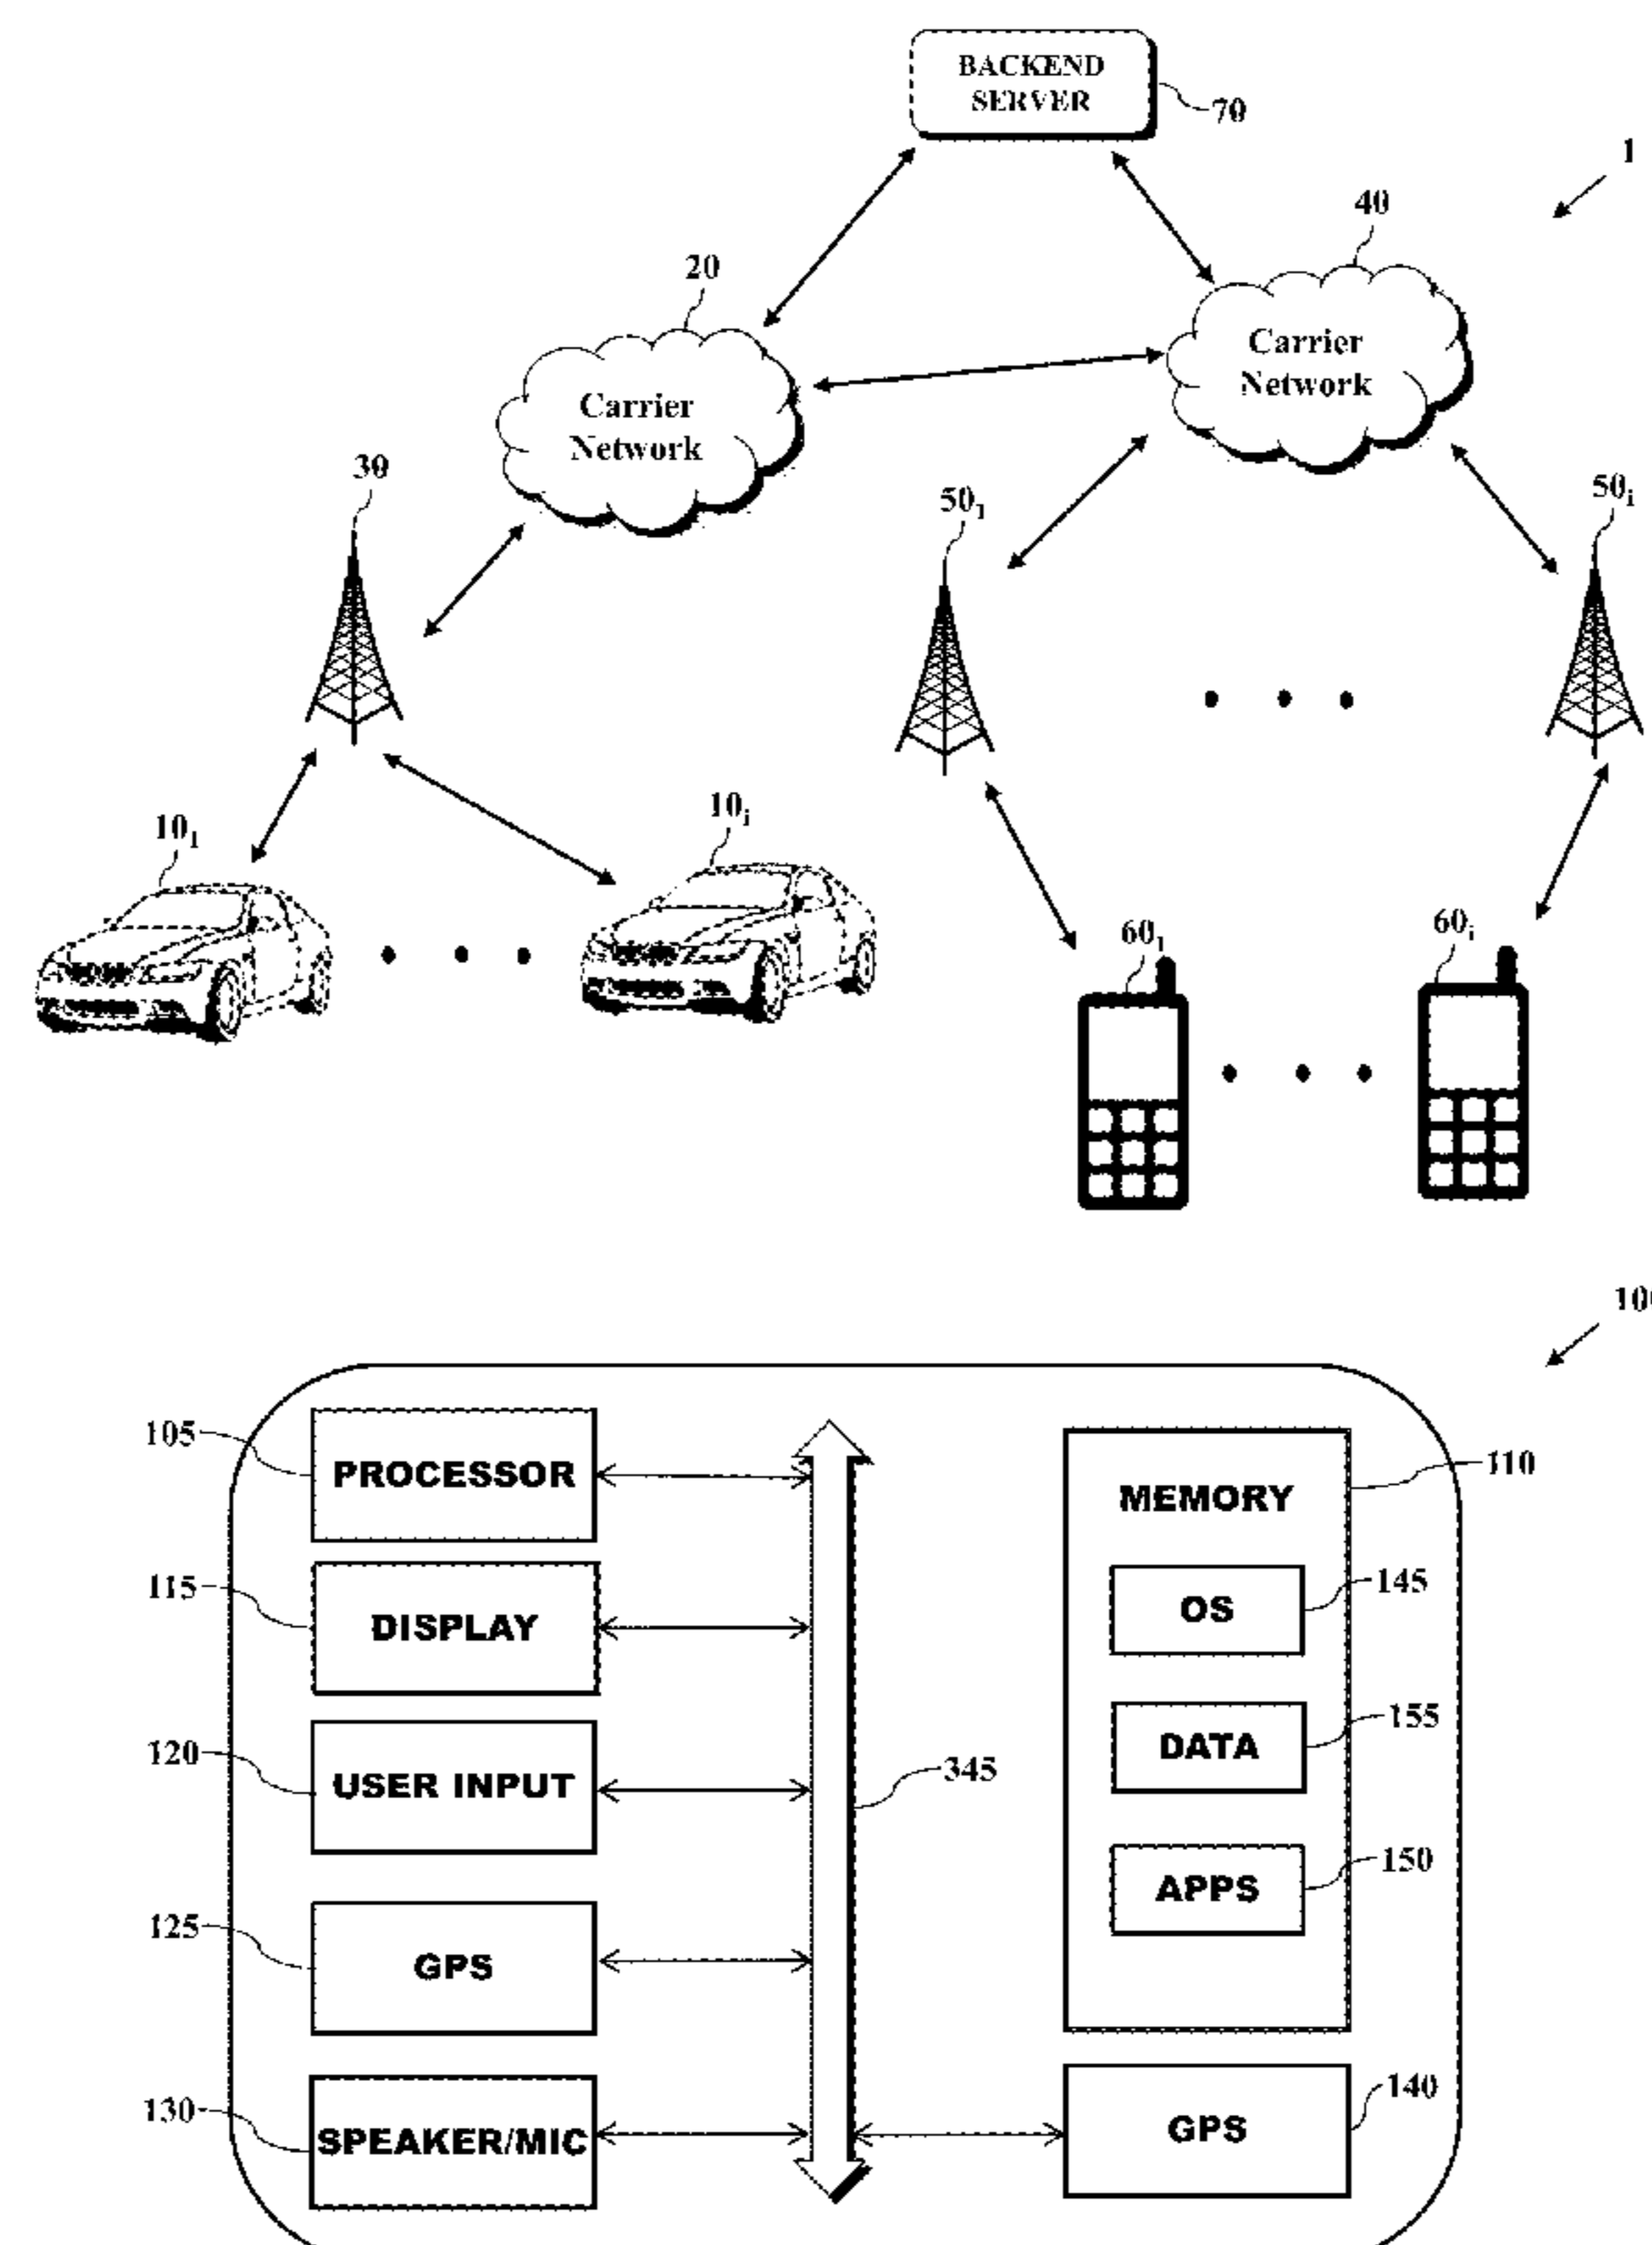 BACKEND
SERVER
70
1
40
20
Carrier
Network
Carrier
Network
30
50₁
50ᵢ
10₁
10ᵢ
60₁
60ᵢ
105
PROCESSOR
MEMORY
110
115
DISPLAY
OS
145
120
USER INPUT
345
DATA
155
125
GPS
APPS
150
130
SPEAKER/MIC
GPS
140